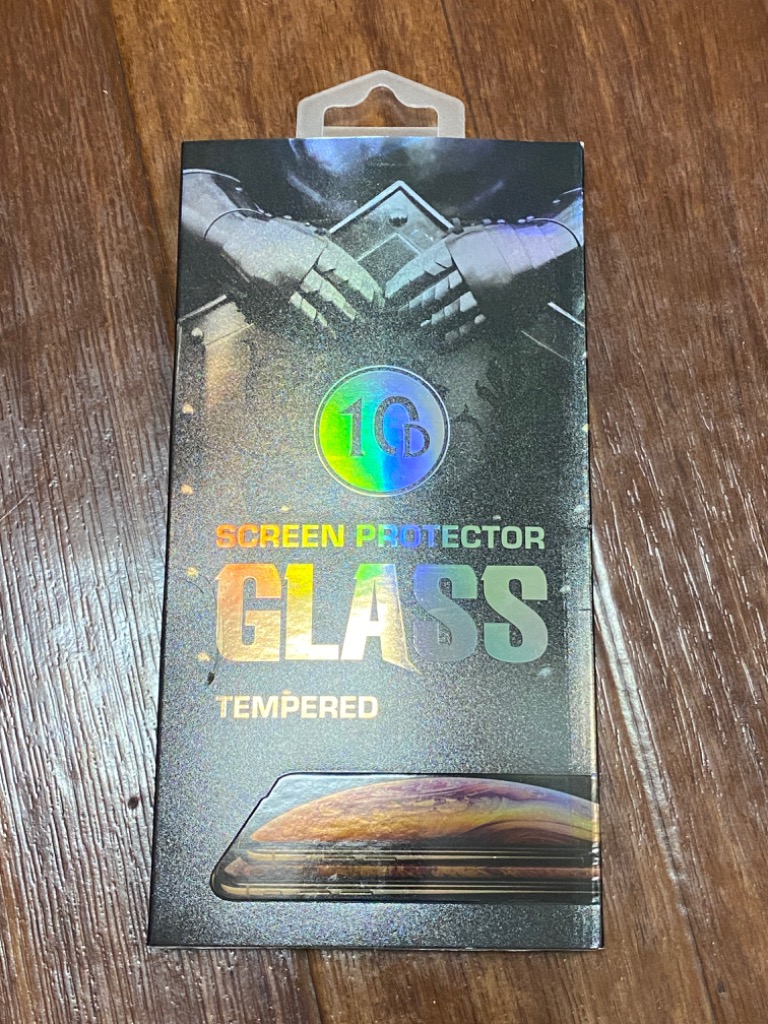 10D
SCREEN PROTECTOR
GLASS
TEMPERED